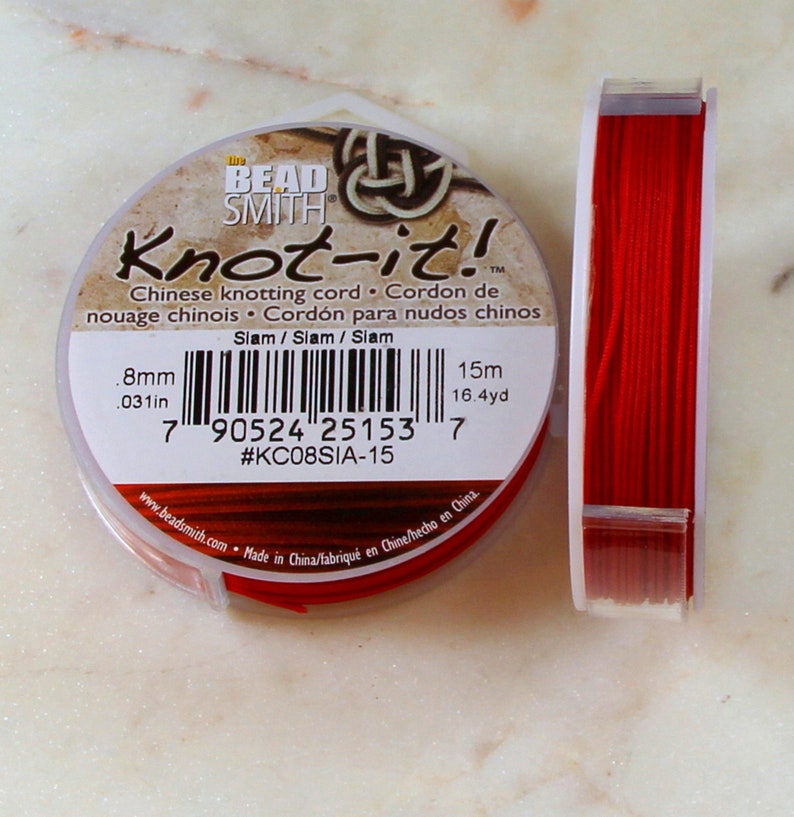 the
BEAD
SMITH®
Knot-it!™
Chinese knotting cord • Cordon de
nouage chinois • Cordón para nudos chinos
Siam / Siam / Siam
.8mm
.031in
15m
16.4yd
7 90524 25153 7
#KC08SIA-15
www.beadsmith.com • Made in China/fabriqué en Chine/hecho en China.